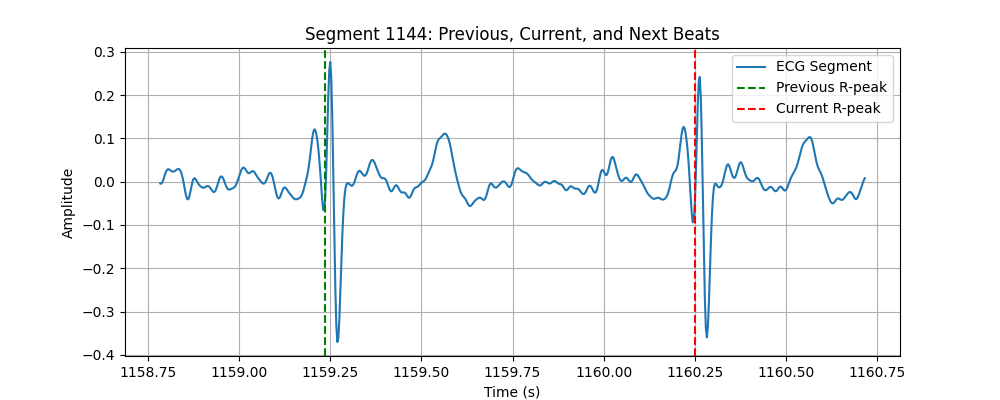 Segment 1144: Previous, Current, and Next Beats
ECG Segment
Previous R-peak
Current R-peak
Amplitude
0.3
0.2
0.1
0.0
−0.1
−0.2
−0.3
−0.4
1158.75 1159.00 1159.25 1159.50 1159.75 1160.00 1160.25 1160.50 1160.75
Time (s)